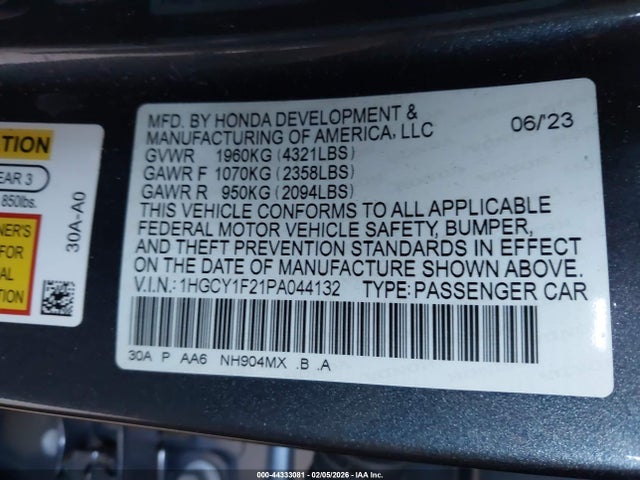 MFD. BY HONDA DEVELOPMENT &
MANUFACTURING OF AMERICA, LLC 06/'23
GVWR 1960KG (4321LBS)
GAWR F 1070KG (2358LBS)
GAWR R 950KG (2094LBS)
THIS VEHICLE CONFORMS TO ALL APPLICABLE
FEDERAL MOTOR VEHICLE SAFETY, BUMPER,
AND THEFT PREVENTION STANDARDS IN EFFECT
ON THE DATE OF MANUFACTURE SHOWN ABOVE.
V.I.N.: 1HGCY1F21PA044132 TYPE: PASSENGER CAR
30A P AA6 NH904MX .B .A
TION
EAR 3
850lbs.
30A-A0
NER'S
FOR
AL
TION
000-44333081 - 02/05/2026 - IAA Inc.